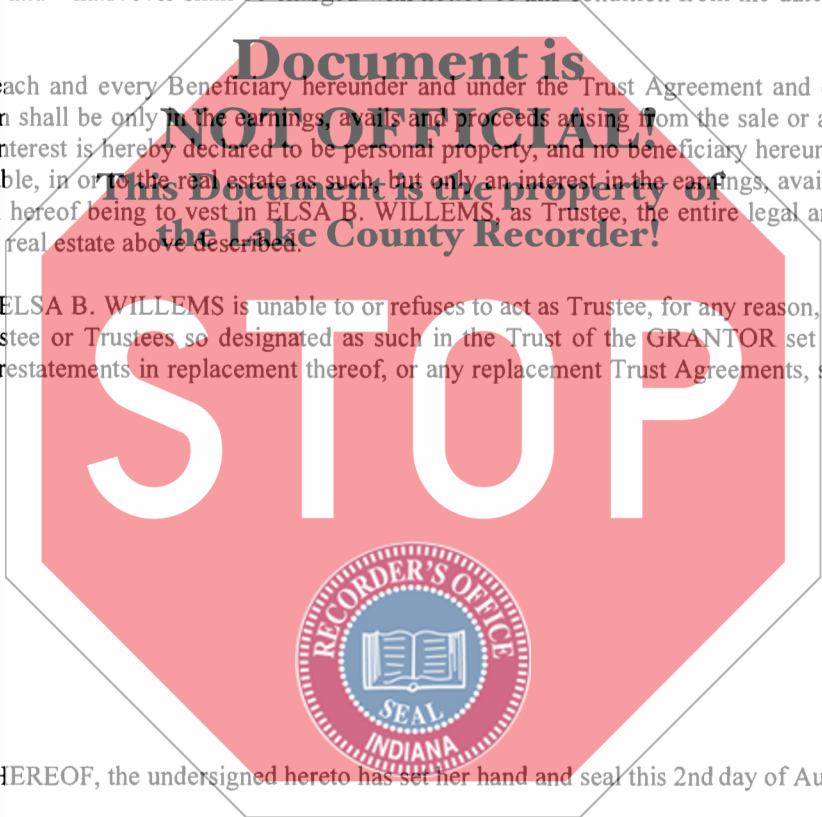 Document is
each and every Beneficiary hereunder and under the Trust Agreement and
shall be only in the earnings, avails and proceeds arising from the sale or
NOT OFFICIAL!
interest is hereby declared to be personal property, and no beneficiary
in or to the real estate as such, but only an interest in the earnings,
This Document is the property of
hereof being to vest in ELSA B. WILLEMS, as Trustee, the entire legal
the Lake County Recorder!
real estate above described.
ELSA B. WILLEMS is unable to or refuses to act as Trustee, for any reason,
or Trustees so designated as such in the Trust of the GRANTOR set
restatements in replacement thereof, or any replacement Trust Agreements,
STOP
RECORDER'S OFFICE
SEAL
INDIANA
HEREOF, the undersigned hereto has set her hand and seal this 2nd day of